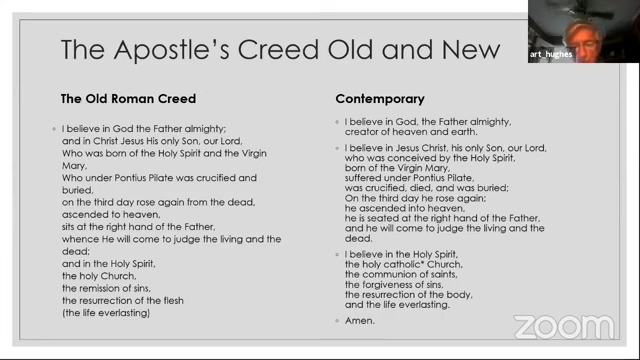 The Apostle's Creed Old and New
art_hughes
The Old Roman Creed
I believe in God the Father almighty;
and in Christ Jesus His only Son, our Lord,
Who was born of the Holy Spirit and the Virgin
Mary,
Who under Pontius Pilate was crucified and
buried,
on the third day rose again from the dead,
ascended to heaven,
sits at the right hand of the Father,
whence He will come to judge the living and the
dead;
and in the Holy Spirit,
the holy Church,
the remission of sins,
the resurrection of the flesh
(the life everlasting)
Contemporary
I believe in God, the Father almighty,
creator of heaven and earth.
I believe in Jesus Christ, his only Son, our Lord,
who was conceived by the Holy Spirit,
born of the Virgin Mary,
suffered under Pontius Pilate,
was crucified, died, and was buried;
On the third day he rose again;
he ascended into heaven,
he is seated at the right hand of the Father,
and he will come to judge the living and the
dead.
I believe in the Holy Spirit,
the holy catholic* Church,
the communion of saints,
the forgiveness of sins,
the resurrection of the body,
and the life everlasting.
Amen.
zoom